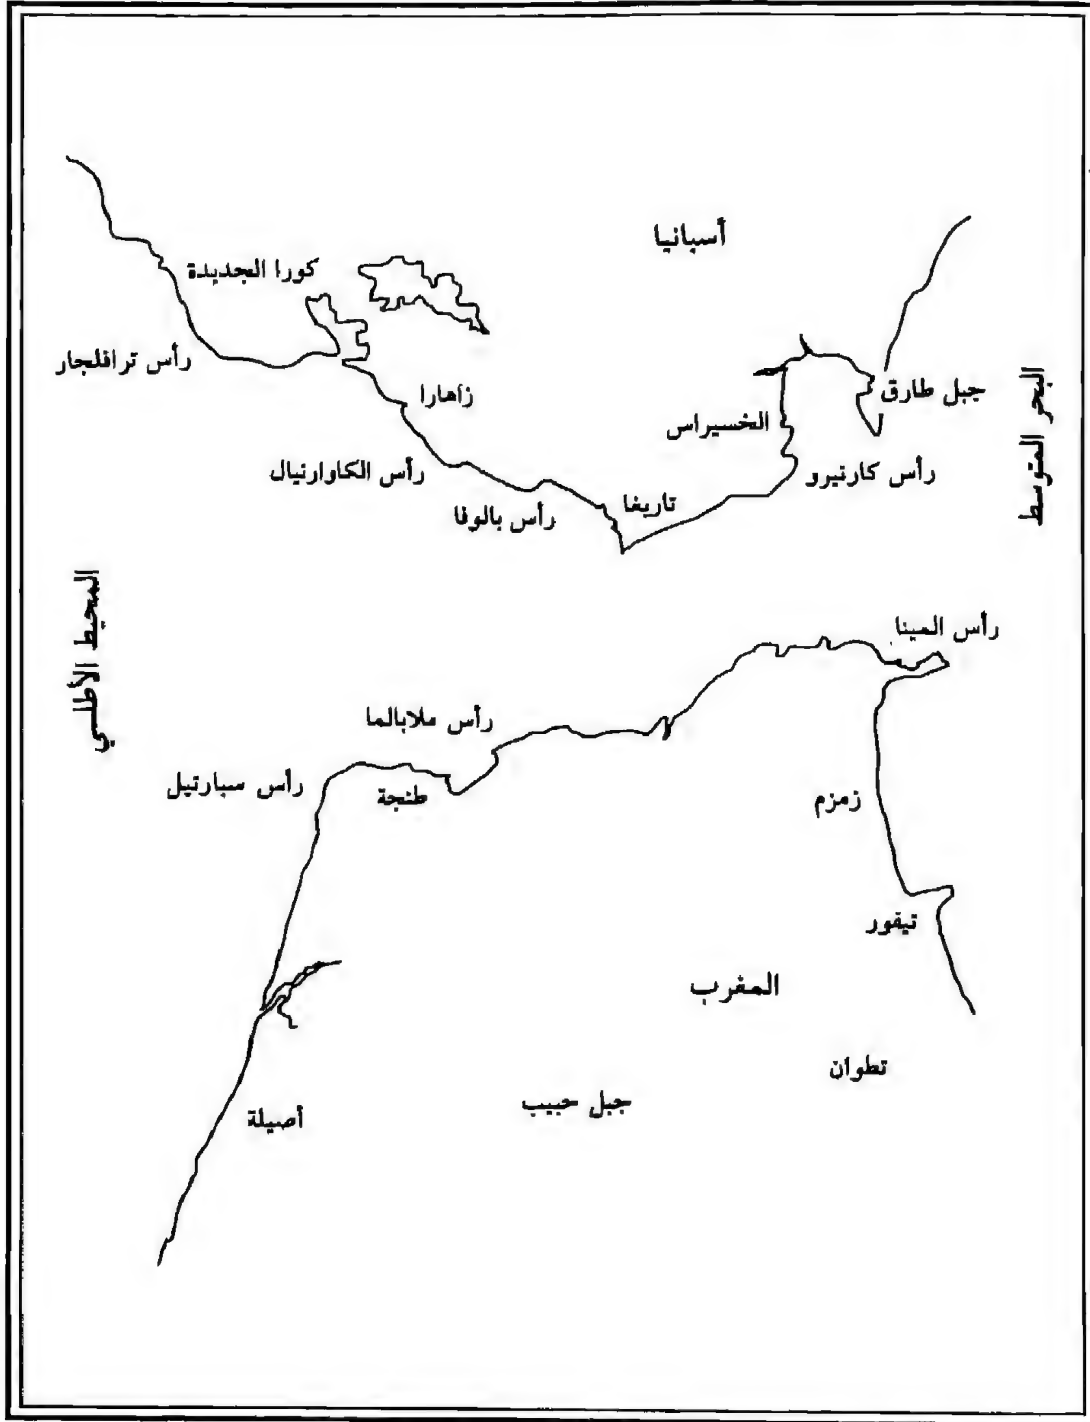 أسبانيا
كورا الجديدة
رأس ترافلجار
زاهارا
جبل طارق
البحر المتوسط
الخسيراس
رأس الكاوارنيال
رأس كارنيرو
تاريفا
رأس بالوفا
المحيط الأطلسي
رأس المينا
رأس ملابالما
رأس سبارتيل
طنجة
زمزم
تيفور
المغرب
تطوان
جبل حبيب
أصيلة